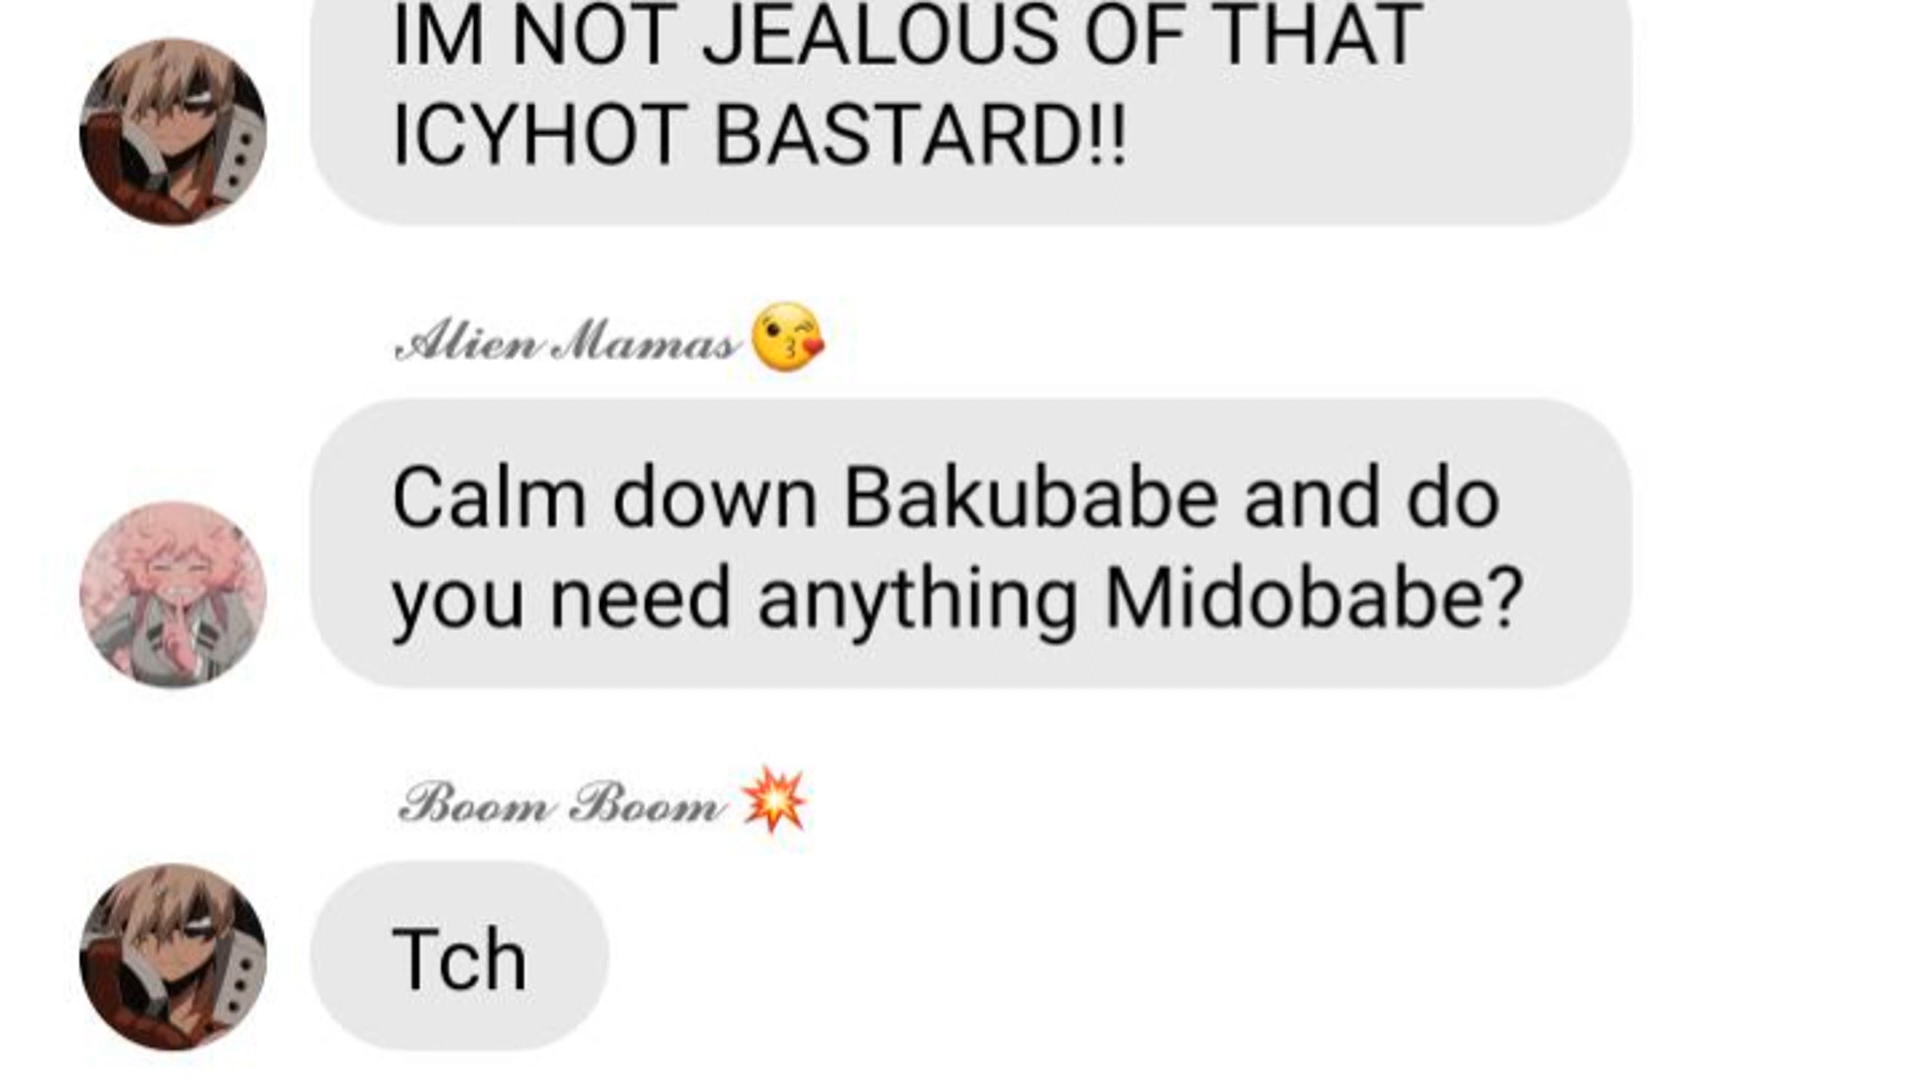 IM NOT JEALOUS OF THAT
ICYHOT BASTARD!!
𝒜𝓁𝒾𝑒𝓃 𝑀𝒶𝓂𝒶𝓈 😘
Calm down Bakubabe and do
you need anything Midobabe?
𝐵𝑜𝑜𝓂 𝐵𝑜𝑜𝓂 💥
Tch